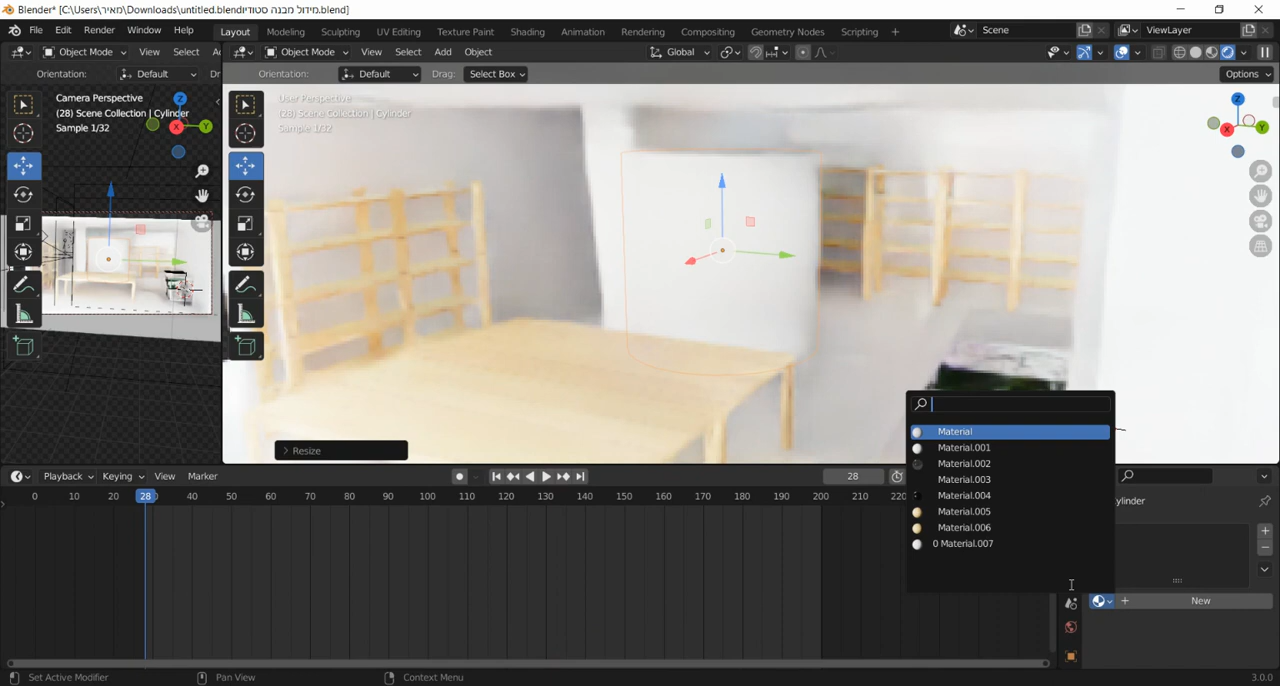 Blender* [C:\Users\מאיר\Downloads\untitled.blendמידול מבנה סטודיו.blend]
File Edit Render Window Help Layout Modeling Sculpting UV Editing Texture Paint Shading Animation Rendering Compositing Geometry Nodes Scripting + Scene ViewLayer
Object Mode View Select A Object Mode View Select Add Object Global
Orientation: Default Dr Orientation: Default Drag: Select Box Options
Camera Perspective
(28) Scene Collection | Cylinder
Sample 1/32
User Perspective
(28) Scene Collection | Cylinder
Sample 1/32
Z
Y
X
Z
X
Y
Material
Material.001
Material.002
Material.003
Material.004
Material.005
Material.006
0 Material.007
> Resize
Playback Keying View Marker 28
0 10 20 28 40 50 60 70 80 90 100 110 120 130 140 150 160 170 180 190 200 210 220
ylinder
+ New
Set Active Modifier Pan View Context Menu 3.0.0